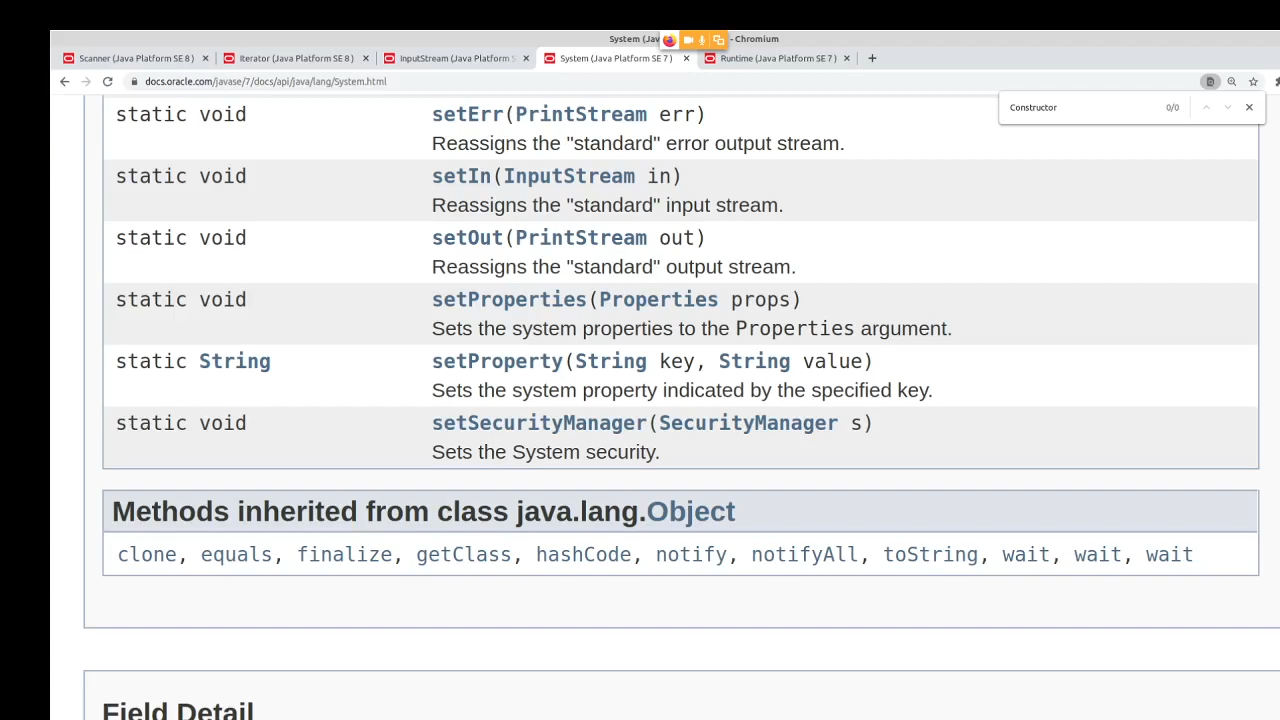 System (Jav - Chromium
Scanner (Java Platform SE 8 )
Iterator (Java Platform SE 8 )
InputStream (Java Platform S
System (Java Platform SE 7 )
Runtime (Java Platform SE 7 )
docs.oracle.com/javase/7/docs/api/java/lang/System.html
Constructor 0/0
static void setErr(PrintStream err)
Reassigns the "standard" error output stream.
static void setIn(InputStream in)
Reassigns the "standard" input stream.
static void setOut(PrintStream out)
Reassigns the "standard" output stream.
static void setProperties(Properties props)
Sets the system properties to the Properties argument.
static String setProperty(String key, String value)
Sets the system property indicated by the specified key.
static void setSecurityManager(SecurityManager s)
Sets the System security.
Methods inherited from class java.lang.Object
clone, equals, finalize, getClass, hashCode, notify, notifyAll, toString, wait, wait, wait
Field Detail